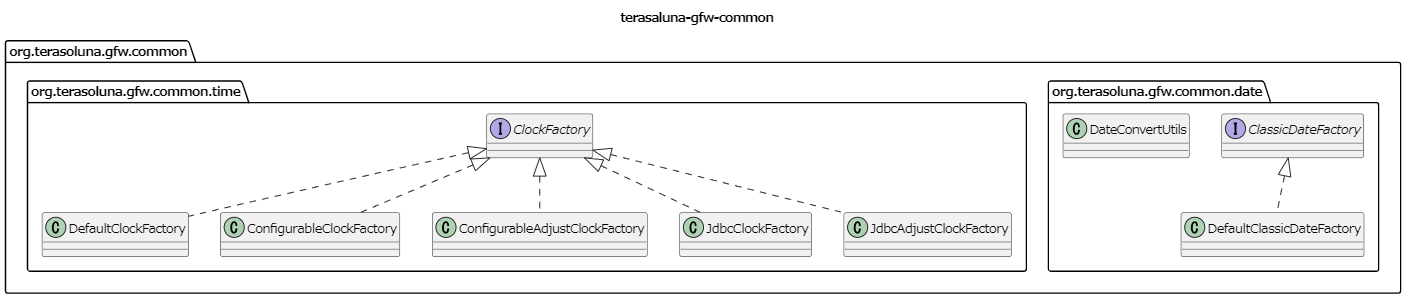 terasaluna-gfw-common
org.terasoluna.gfw.common
org.terasoluna.gfw.common.time
org.terasoluna.gfw.common.date
I ClockFactory
C DateConvertUtils
I ClassicDateFactory
C DefaultClockFactory
C ConfigurableClockFactory
C ConfigurableAdjustClockFactory
C JdbcClockFactory
C JdbcAdjustClockFactory
C DefaultClassicDateFactory